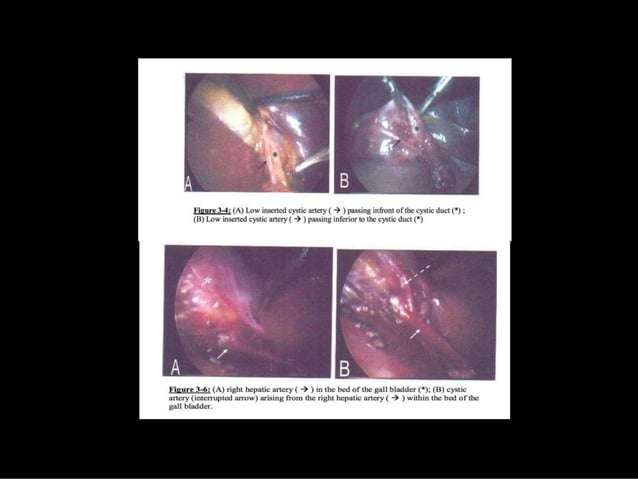 A
B
Figure 3-4: (A) Low inserted cystic artery ( → ) passing infront of the cystic duct (*) ;
(B) Low inserted cystic artery ( → ) passing inferior to the cystic duct (*)
A
B
Figure 3-6: (A) right hepatic artery ( → ) in the bed of the gall bladder (*); (B) cystic
artery (interrupted arrow) arising from the right hepatic artery ( → ) within the bed of the
gall bladder.